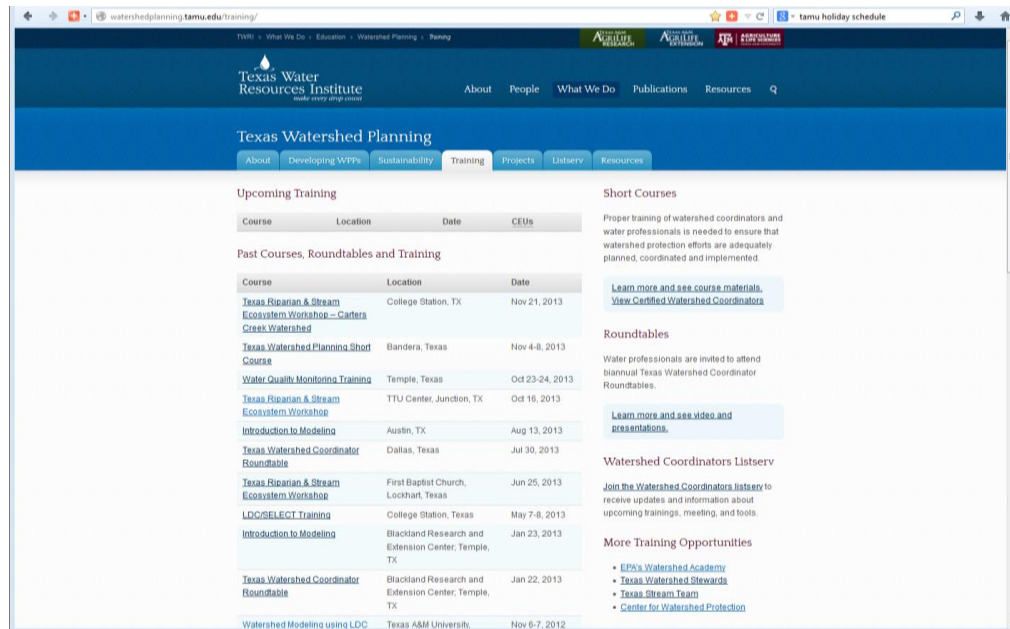 watershedplanning.tamu.edu/training/
tamu holiday schedule
TWRI › What We Do › Education › Watershed Planning › Training
TEXAS A&M AGRILIFE RESEARCH
TEXAS A&M AGRILIFE EXTENSION
ATM AGRICULTURE & LIFE SCIENCES
Texas Water
Resources Institute
make every drop count
About People What We Do Publications Resources
Texas Watershed Planning
About Developing WPPs Sustainability Training Projects Listserv Resources
Upcoming Training
Course Location Date CEUs
Past Courses, Roundtables and Training
Course Location Date
Texas Riparian & Stream College Station, TX Nov 21, 2013
Ecosystem Workshop – Carters
Creek Watershed
Texas Watershed Planning Short Bandera, Texas Nov 4-8, 2013
Course
Water Quality Monitoring Training Temple, Texas Oct 23-24, 2013
Texas Riparian & Stream TTU Center, Junction, TX Oct 16, 2013
Ecosystem Workshop
Introduction to Modeling Austin, TX Aug 13, 2013
Texas Watershed Coordinator Dallas, Texas Jul 30, 2013
Roundtable
Texas Riparian & Stream First Baptist Church, Jun 25, 2013
Ecosystem Workshop Lockhart, Texas
LDC/SELECT Training College Station, Texas May 7-8, 2013
Introduction to Modeling Blackland Research and Jan 23, 2013
Extension Center, Temple,
TX
Texas Watershed Coordinator Blackland Research and Jan 22, 2013
Roundtable Extension Center, Temple,
TX
Watershed Modeling using LDC Texas A&M University, Nov 6-7, 2012
Short Courses
Proper training of watershed coordinators and
water professionals is needed to ensure that
watershed protection efforts are adequately
planned, coordinated and implemented.
Learn more and see course materials.
View Certified Watershed Coordinators
Roundtables
Water professionals are invited to attend
biannual Texas Watershed Coordinator
Roundtables.
Learn more and see video and
presentations.
Watershed Coordinators Listserv
Join the Watershed Coordinators listserv to
receive updates and information about
upcoming trainings, meeting, and tools.
More Training Opportunities
• EPA's Watershed Academy
• Texas Watershed Stewards
• Texas Stream Team
• Center for Watershed Protection